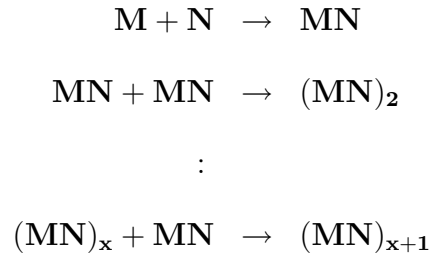 M + N → MN
MN + MN → (MN)₂
:
(MN)ₓ + MN → (MN)ₓ₊₁